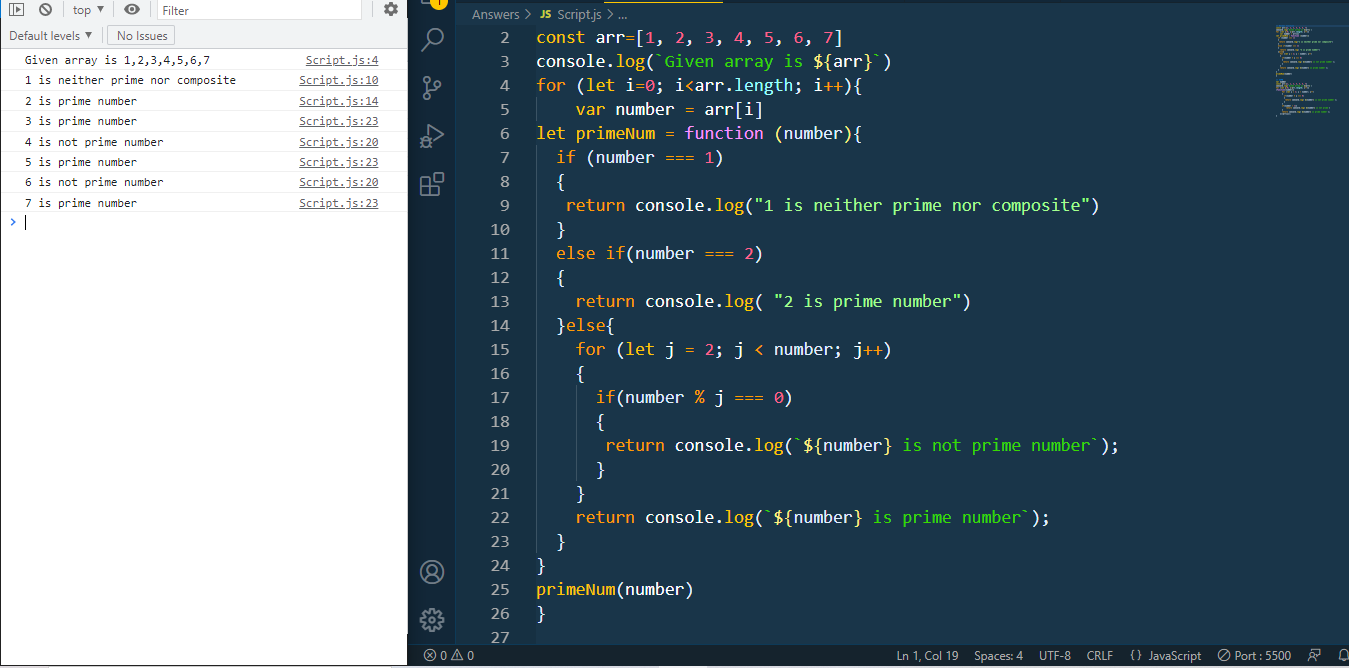 top ▼ Filter
Default levels ▼ No Issues
Given array is 1,2,3,4,5,6,7 Script.js:4
1 is neither prime nor composite Script.js:10
2 is prime number Script.js:14
3 is prime number Script.js:23
4 is not prime number Script.js:20
5 is prime number Script.js:23
6 is not prime number Script.js:20
7 is prime number Script.js:23
>
1
Answers > JS Script.js > ...
2 const arr=[1, 2, 3, 4, 5, 6, 7]
3 console.log(`Given array is ${arr}`)
4 for (let i=0; i<arr.length; i++){
5 var number = arr[i]
6 let primeNum = function (number){
7 if (number === 1)
8 {
9 return console.log("1 is neither prime nor composite")
10 }
11 else if(number === 2)
12 {
13 return console.log( "2 is prime number")
14 }else{
15 for (let j = 2; j < number; j++)
16 {
17 if(number % j === 0)
18 {
19 return console.log(`${number} is not prime number`);
20 }
21 }
22 return console.log(`${number} is prime number`);
23 }
24 }
25 primeNum(number)
26 }
27
0 0 Ln 1, Col 19 Spaces: 4 UTF-8 CRLF {} JavaScript Port : 5500